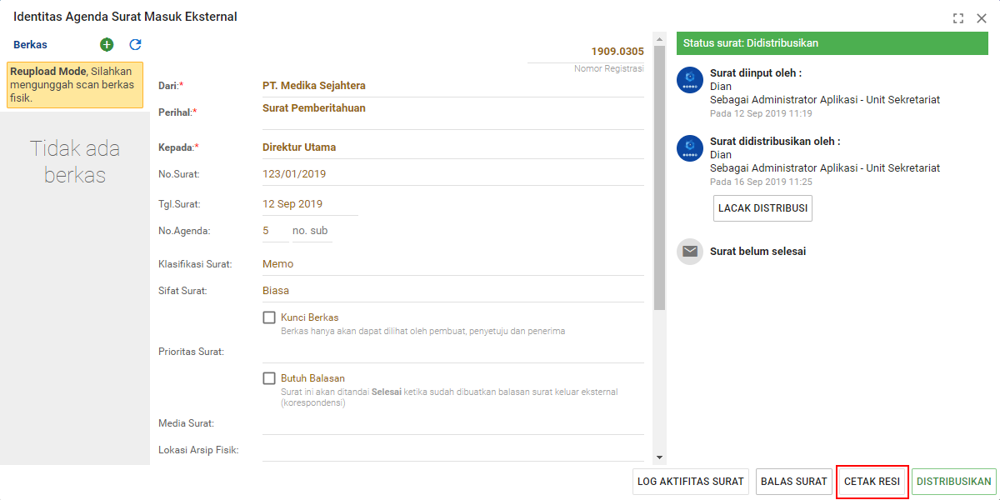 Identitas Agenda Surat Masuk Eksternal
Berkas
Reupload Mode, Silahkan
mengunggah scan berkas
fisik.
Tidak ada
berkas
1909.0305
Nomor Registrasi
Dari:* PT. Medika Sejahtera
Perihal:* Surat Pemberitahuan
Kepada:* Direktur Utama
No.Surat: 123/01/2019
Tgl.Surat: 12 Sep 2019
No.Agenda: 5 no. sub
Klasifikasi Surat: Memo
Sifat Surat: Biasa
Kunci Berkas
Berkas hanya akan dapat dilihat oleh pembuat, penyetuju dan penerima
Prioritas Surat:
Butuh Balasan
Surat ini akan ditandai Selesai ketika sudah dibuatkan balasan surat keluar eksternal
(korespondensi)
Media Surat:
Lokasi Arsip Fisik:
Status surat: Didistribusikan
Surat diinput oleh :
Dian
Sebagai Administrator Aplikasi - Unit Sekretariat
Pada 12 Sep 2019 11:19
Surat didistribusikan oleh :
Dian
Sebagai Administrator Aplikasi - Unit Sekretariat
Pada 16 Sep 2019 11:25
LACAK DISTRIBUSI
Surat belum selesai
LOG AKTIFITAS SURAT BALAS SURAT CETAK RESI DISTRIBUSIKAN